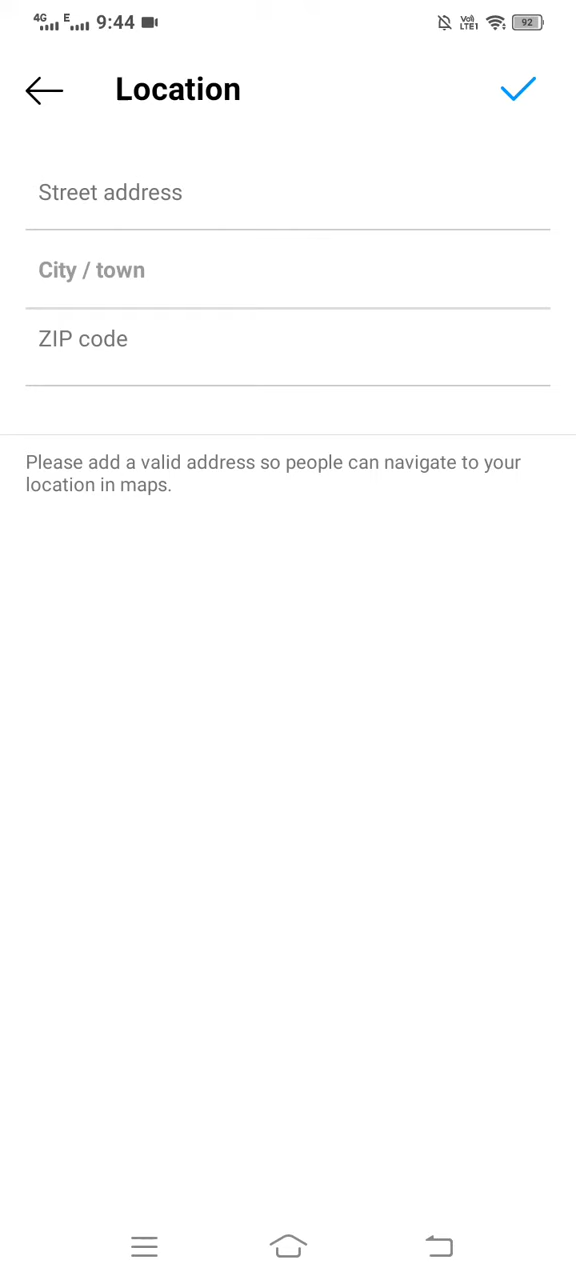 4G E 9:44 VoLTE1 92
Location
Street address
City / town
ZIP code
Please add a valid address so people can navigate to your
location in maps.